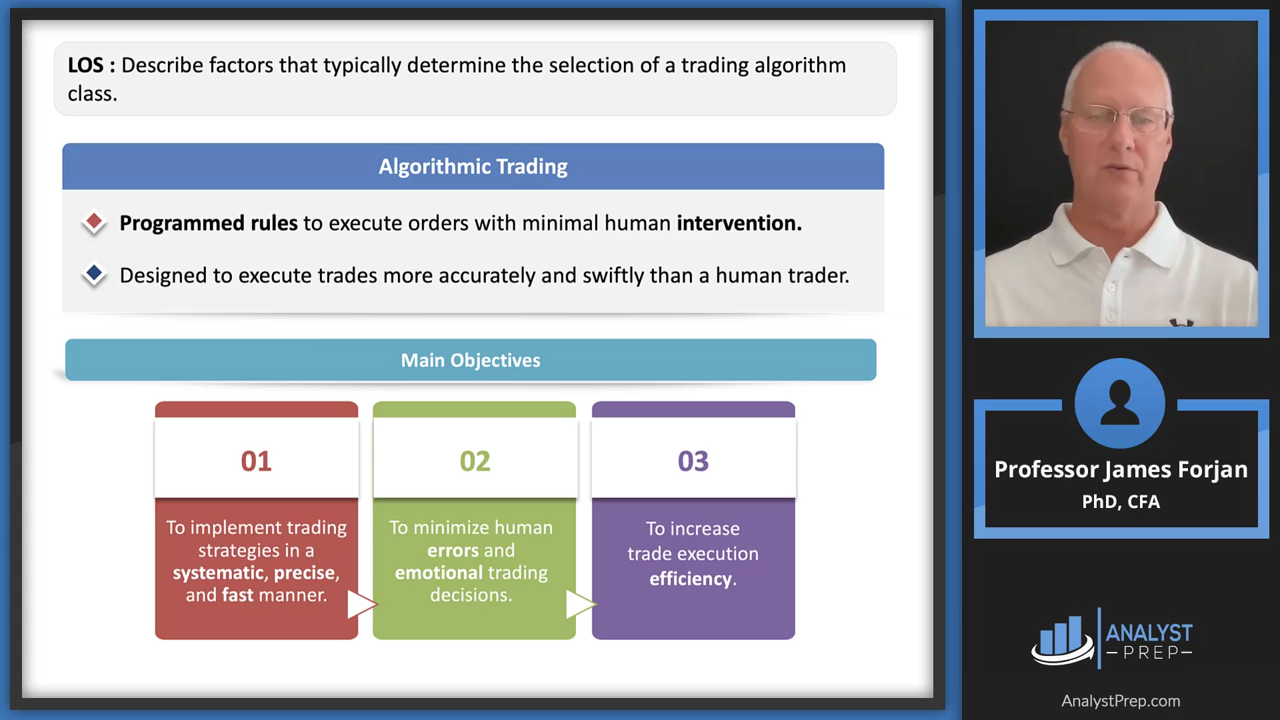 LOS : Describe factors that typically determine the selection of a trading algorithm
class.
Algorithmic Trading
Programmed rules to execute orders with minimal human intervention.
Designed to execute trades more accurately and swiftly than a human trader.
Main Objectives
01
To implement trading
strategies in a
systematic, precise,
and fast manner.
02
To minimize human
errors and
emotional trading
decisions.
03
To increase
trade execution
efficiency.
Professor James Forjan
PhD, CFA
ANALYST
PREP
AnalystPrep.com